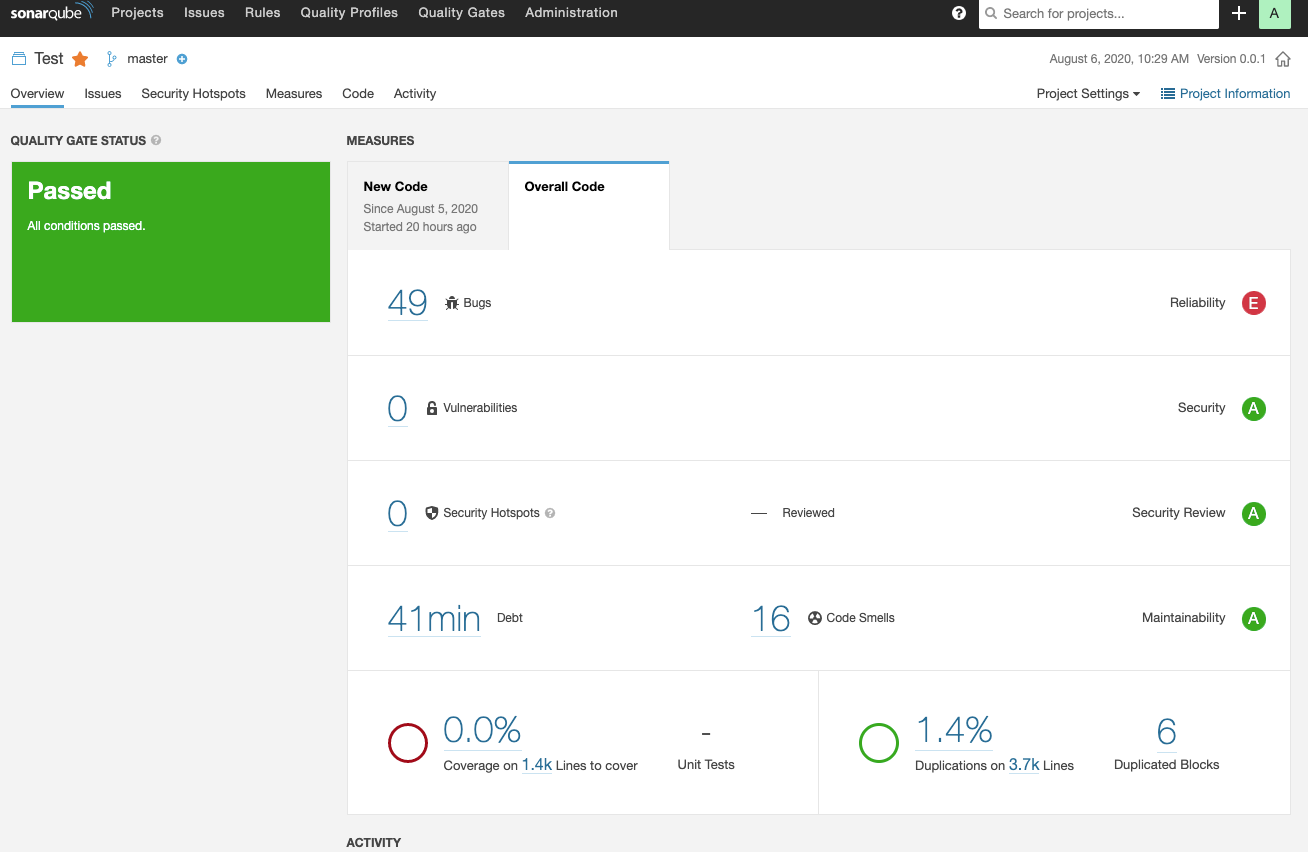 sonarqube Projects Issues Rules Quality Profiles Quality Gates Administration ? Search for projects... + A
Test master August 6, 2020, 10:29 AM Version 0.0.1
Overview Issues Security Hotspots Measures Code Activity Project Settings Project Information
QUALITY GATE STATUS ?
Passed
All conditions passed.
MEASURES
New Code
Since August 5, 2020
Started 20 hours ago
Overall Code
49 Bugs Reliability E
0 Vulnerabilities Security A
0 Security Hotspots ? — Reviewed Security Review A
41min Debt 16 Code Smells Maintainability A
0.0%
Coverage on 1.4k Lines to cover
-
Unit Tests
1.4%
Duplications on 3.7k Lines
6
Duplicated Blocks
ACTIVITY